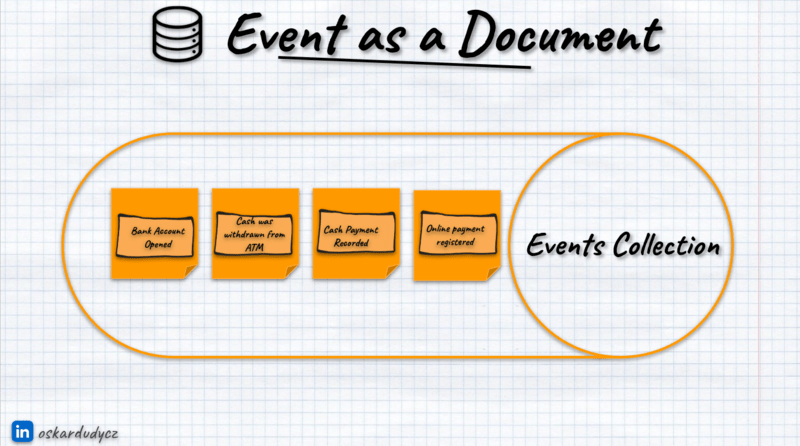 Event as a Document
Bank Account
Opened
Cash was
withdrawn from
ATM
Cash Payment
Recorded
Online payment
registered
Events Collection
in oskardudycz